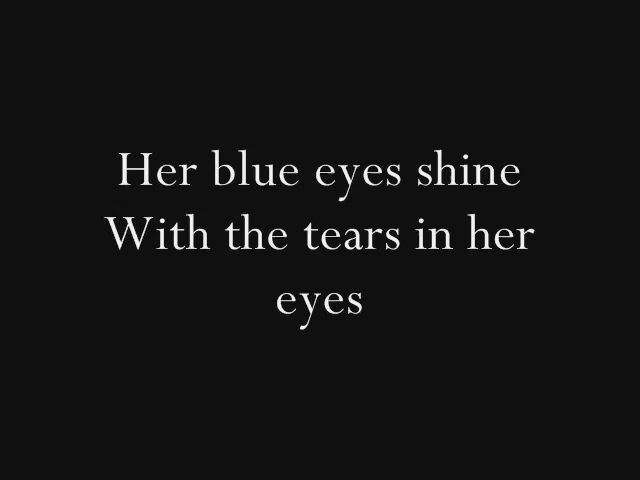 Her blue eyes shine
With the tears in her
eyes